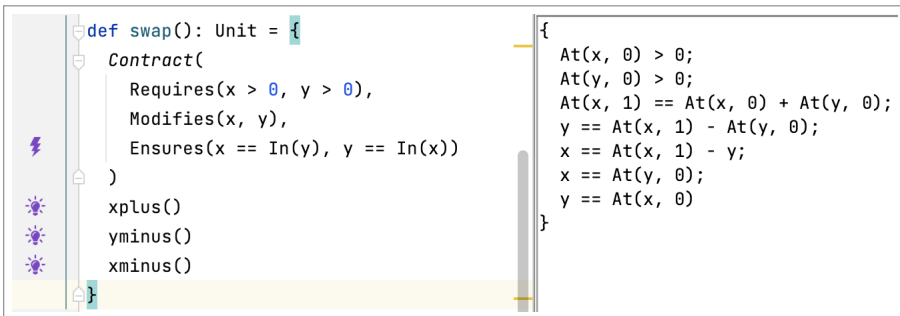 def swap(): Unit = {
Contract(
Requires(x > 0, y > 0),
Modifies(x, y),
Ensures(x == In(y), y == In(x))
)
xplus()
yminus()
xminus()
}
{
At(x, 0) > 0;
At(y, 0) > 0;
At(x, 1) == At(x, 0) + At(y, 0);
y == At(x, 1) - At(y, 0);
x == At(x, 1) - y;
x == At(y, 0);
y == At(x, 0)
}